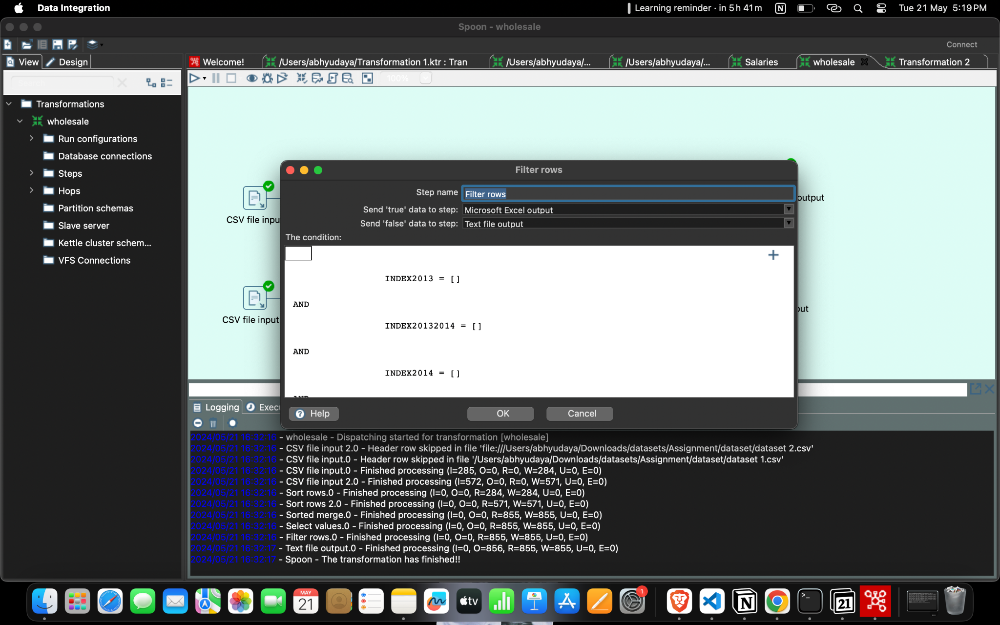 Data Integration
Learning reminder · in 5 h 41 m
Tue 21 May 5:19 PM
Spoon - wholesale
Connect
View
Design
Welcome!
/Users/abhyudaya/Transformation 1.ktr : Tran
/Users/abhyudaya/...
/Users/abhyudaya/...
Salaries
wholesale
Transformation 2
Search
100%
Transformations
wholesale
Run configurations
Database connections
Steps
Hops
Partition schemas
Slave server
Kettle cluster schem...
VFS Connections
CSV file inpu
CSV file input
output
out
Filter rows
Step name
Filter rows
Send 'true' data to step:
Microsoft Excel output
Send 'false' data to step:
Text file output
The condition:
INDEX2013 = []
AND
INDEX20132014 = []
AND
INDEX2014 = []
AND
Help
OK
Cancel
Logging
Execu
2024/05/21 16:32:16 - wholesale - Dispatching started for transformation [wholesale]
2024/05/21 16:32:16 - CSV file input 2.0 - Header row skipped in file 'file:///Users/abhyudaya/Downloads/datasets/Assignment/dataset/dataset 2.csv'
2024/05/21 16:32:16 - CSV file input.0 - Header row skipped in file '/Users/abhyudaya/Downloads/datasets/Assignment/dataset/dataset 1.csv'
2024/05/21 16:32:16 - CSV file input.0 - Finished processing (I=285, O=0, R=0, W=284, U=0, E=0)
2024/05/21 16:32:16 - CSV file input 2.0 - Finished processing (I=572, O=0, R=0, W=571, U=0, E=0)
2024/05/21 16:32:16 - Sort rows.0 - Finished processing (I=0, O=0, R=284, W=284, U=0, E=0)
2024/05/21 16:32:16 - Sort rows 2.0 - Finished processing (I=0, O=0, R=571, W=571, U=0, E=0)
2024/05/21 16:32:16 - Sorted merge.0 - Finished processing (I=0, O=0, R=855, W=855, U=0, E=0)
2024/05/21 16:32:16 - Select values.0 - Finished processing (I=0, O=0, R=855, W=855, U=0, E=0)
2024/05/21 16:32:16 - Filter rows.0 - Finished processing (I=0, O=0, R=855, W=855, U=0, E=0)
2024/05/21 16:32:17 - Text file output.0 - Finished processing (I=0, O=856, R=855, W=855, U=0, E=0)
2024/05/21 16:32:17 - Spoon - The transformation has finished!!
MAY
21
tv
1
21